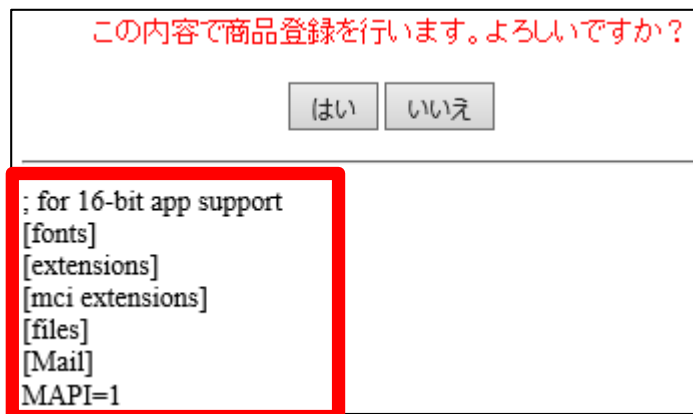 この内容で商品登録を行います。よろしいですか？
はい いいえ
; for 16-bit app support
[fonts]
[extensions]
[mci extensions]
[files]
[Mail]
MAPI=1